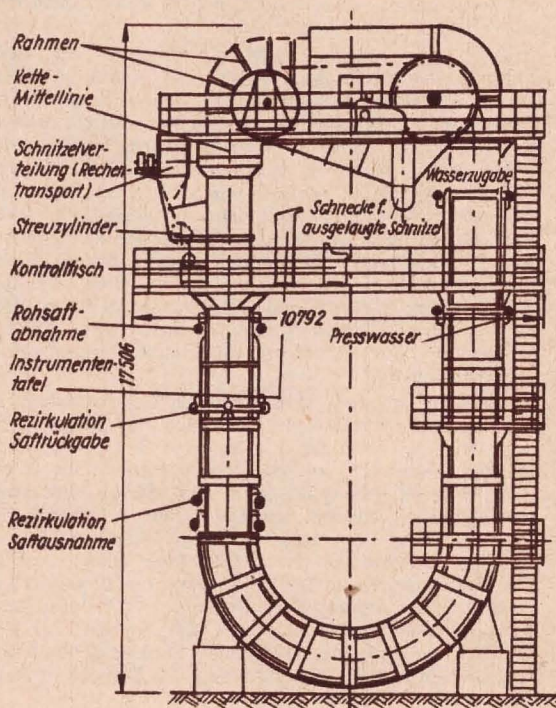 Rahmen
Kette-
Mittellinie
Schnitzelver-
teilung (Rechen-
transport)
Streuzylinder
Kontrolltisch
Rohsaft-
abnahme
Instrumenten-
tafel
Rezirkulation
Saftrückgabe
Rezirkulation
Saftausnahme
17506
10792
Wasserzugabe
Schnecke f.
ausgelaugte Schnitzel
Presswasser